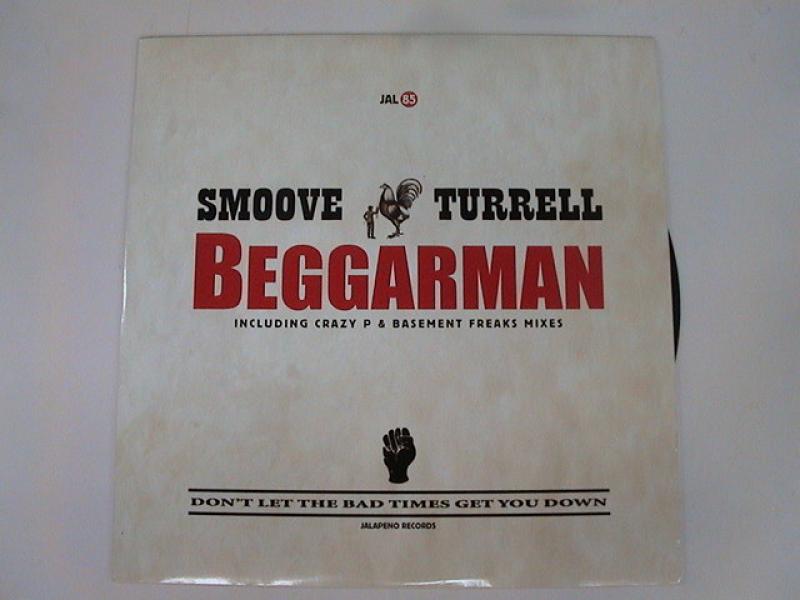 JAL 85
SMOOVE TURRELL
BEGGARMAN
INCLUDING CRAZY P & BASEMENT FREAKS MIXES
DON'T LET THE BAD TIMES GET YOU DOWN
JALAPENO RECORDS